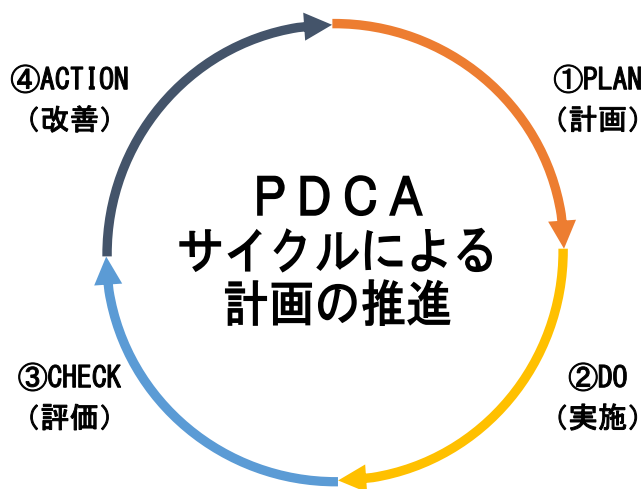 ④ACTION
(改善)
①PLAN
(計画)
PDCA
サイクルによる
計画の推進
③CHECK
(評価)
②DO
(実施)